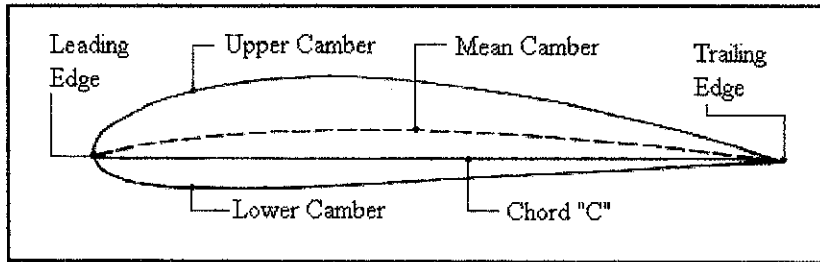 Leading
Edge
Upper Camber
Mean Camber
Trailing
Edge
Lower Camber
Chord "C"